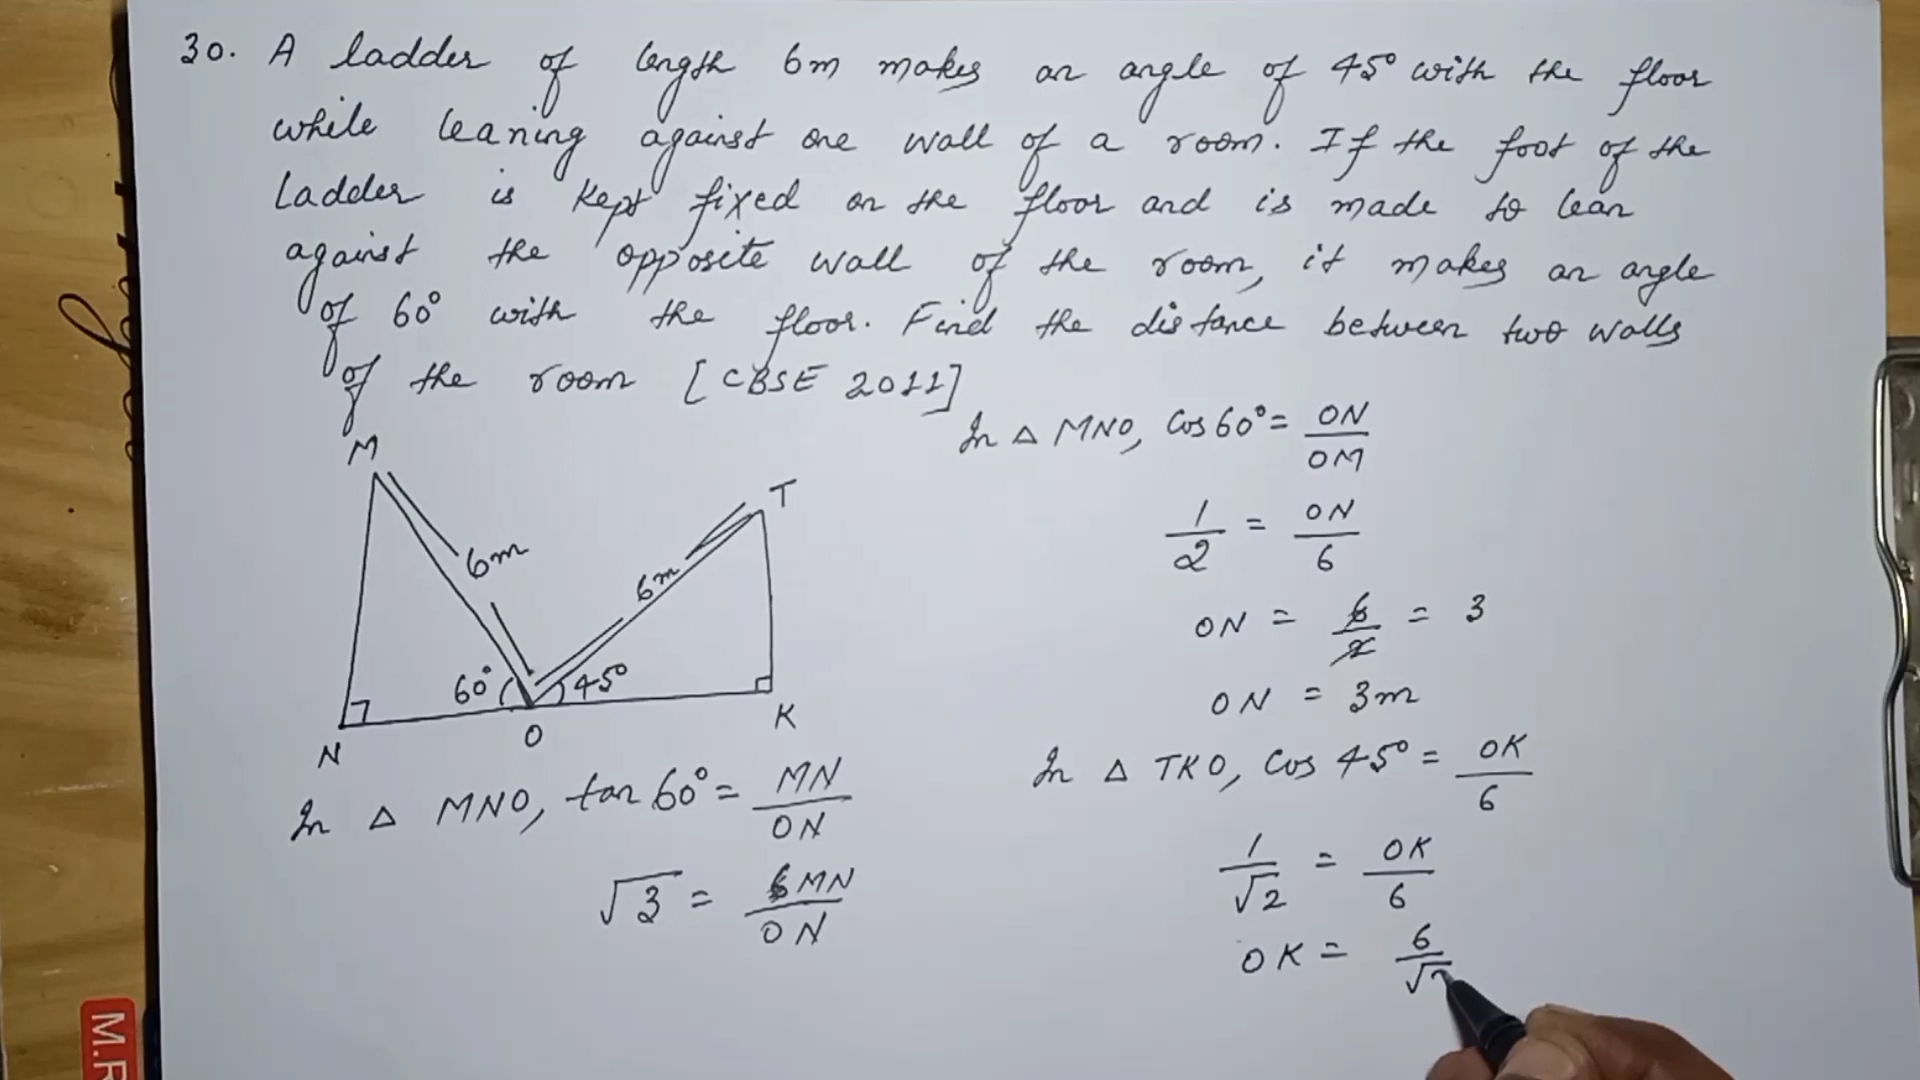 30. A ladder of length 6m makes an angle of 45° with the floor
while leaning against one wall of a room. If the foot of the
ladder is kept fixed on the floor and is made to lean
against the opposite wall of the room, it makes an angle
of 60° with the floor. Find the distance between two walls
of the room [CBSE 2011]
M
T
6m
6m
60°
45°
N
O
K
In △ MNO, tan 60° = MN/ON
√3 = MN/ON
In △ MNO, Cos 60° = ON/OM
1/2 = ON/6
ON = 6/2 = 3
ON = 3m
In △ TKO, Cos 45° = OK/6
1/√2 = OK/6
OK = 6/√
M.R